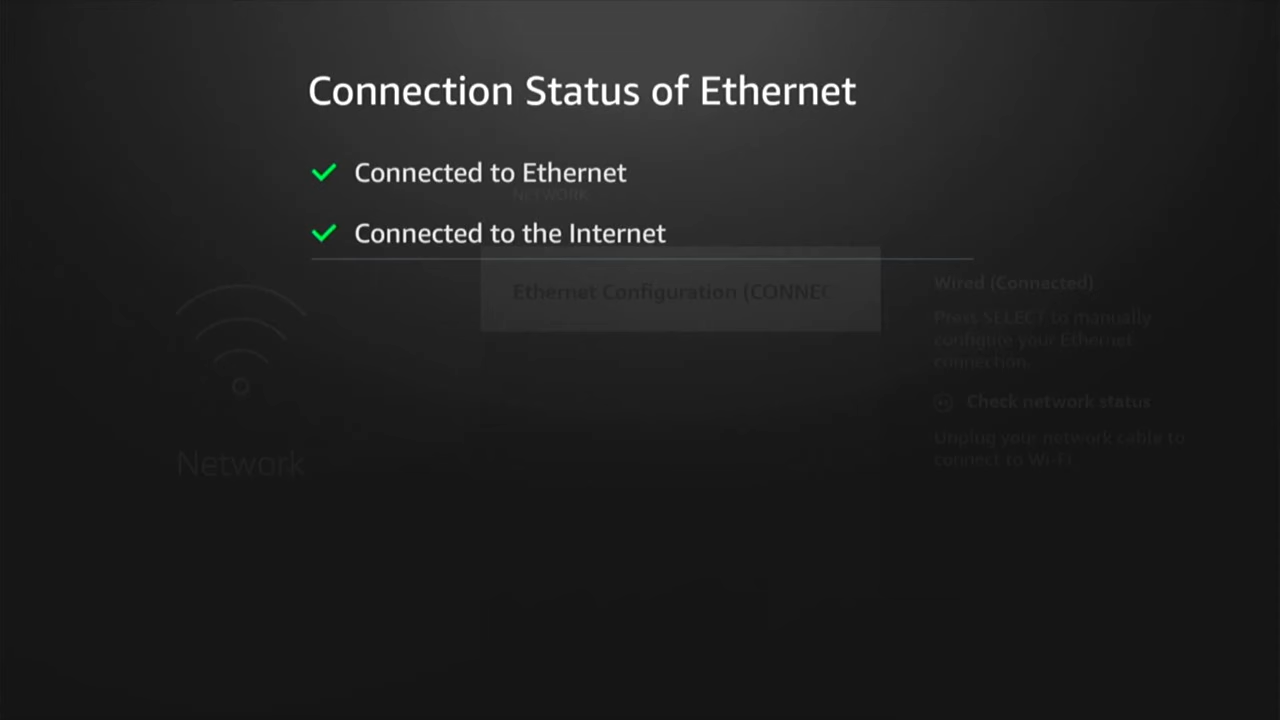 Connection Status of Ethernet
Connected to Ethernet
NETWORK
Connected to the Internet
Ethernet Configuration (CONNEC
Wired (Connected)
Press SELECT to manually
configure your Ethernet
connection.
Check network status
Unplug your network cable to
connect to Wi-Fi.
Network